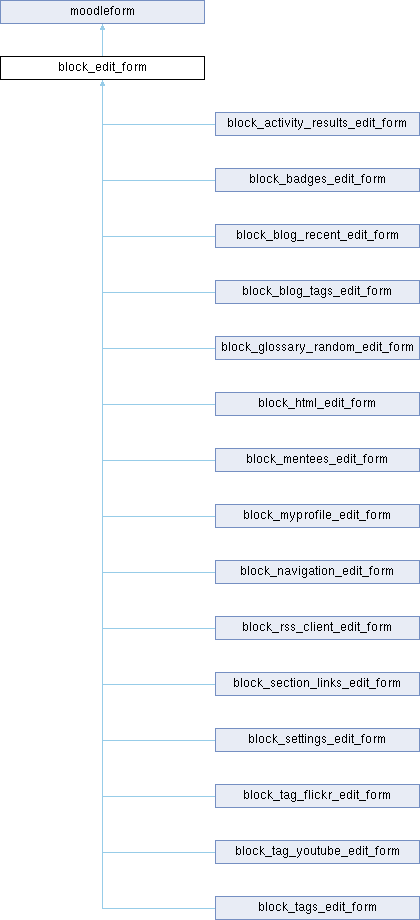 moodleform
block_edit_form
block_activity_results_edit_form
block_badges_edit_form
block_blog_recent_edit_form
block_blog_tags_edit_form
block_glossary_random_edit_form
block_html_edit_form
block_mentees_edit_form
block_myprofile_edit_form
block_navigation_edit_form
block_rss_client_edit_form
block_section_links_edit_form
block_settings_edit_form
block_tag_flickr_edit_form
block_tag_youtube_edit_form
block_tags_edit_form